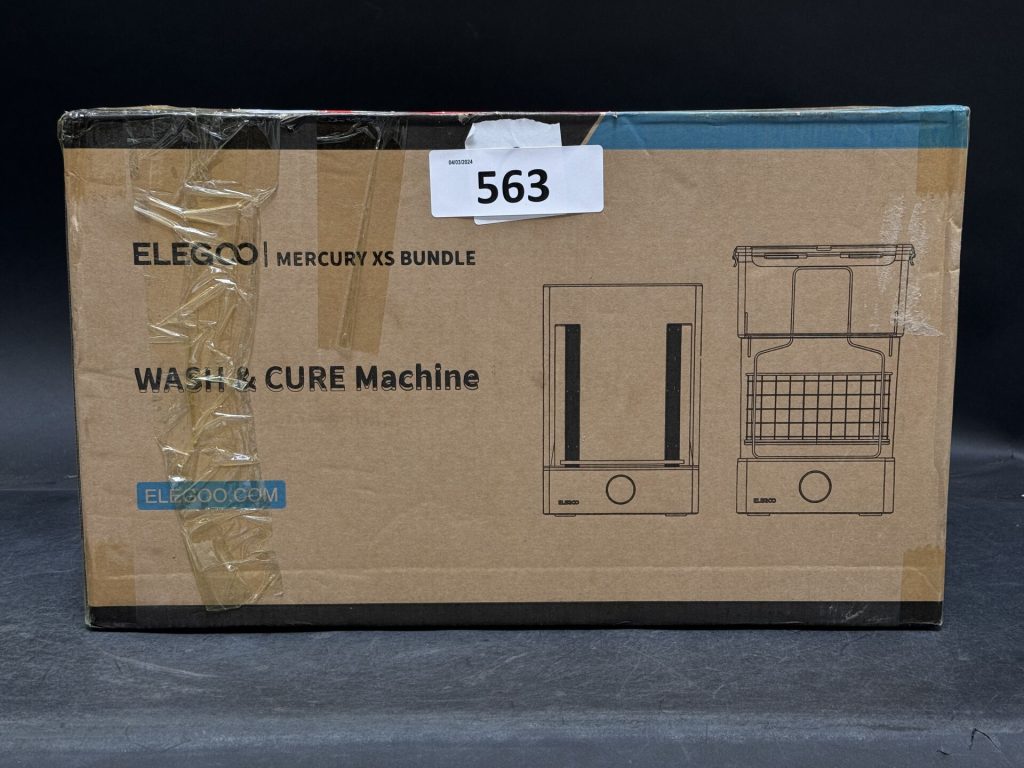 04/03/2024
563
ELEGOO | MERCURY XS BUNDLE
WASH & CURE Machine
ELEGOO.COM
ELEGOO
ELEGOO